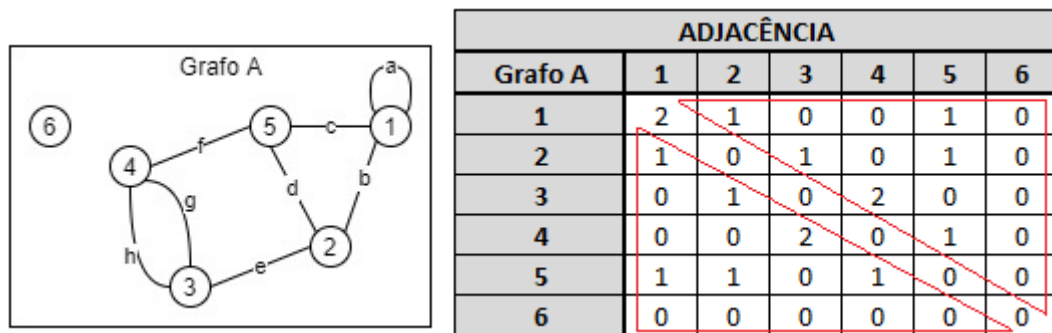 Grafo A
a
6
5
c
1
f
4
b
g
d
2
h
e
3
ADJACÊNCIA
Grafo A 1 2 3 4 5 6
1 2 1 0 0 1 0
2 1 0 1 0 1 0
3 0 1 0 2 0 0
4 0 0 2 0 1 0
5 1 1 0 1 0 0
6 0 0 0 0 0 0